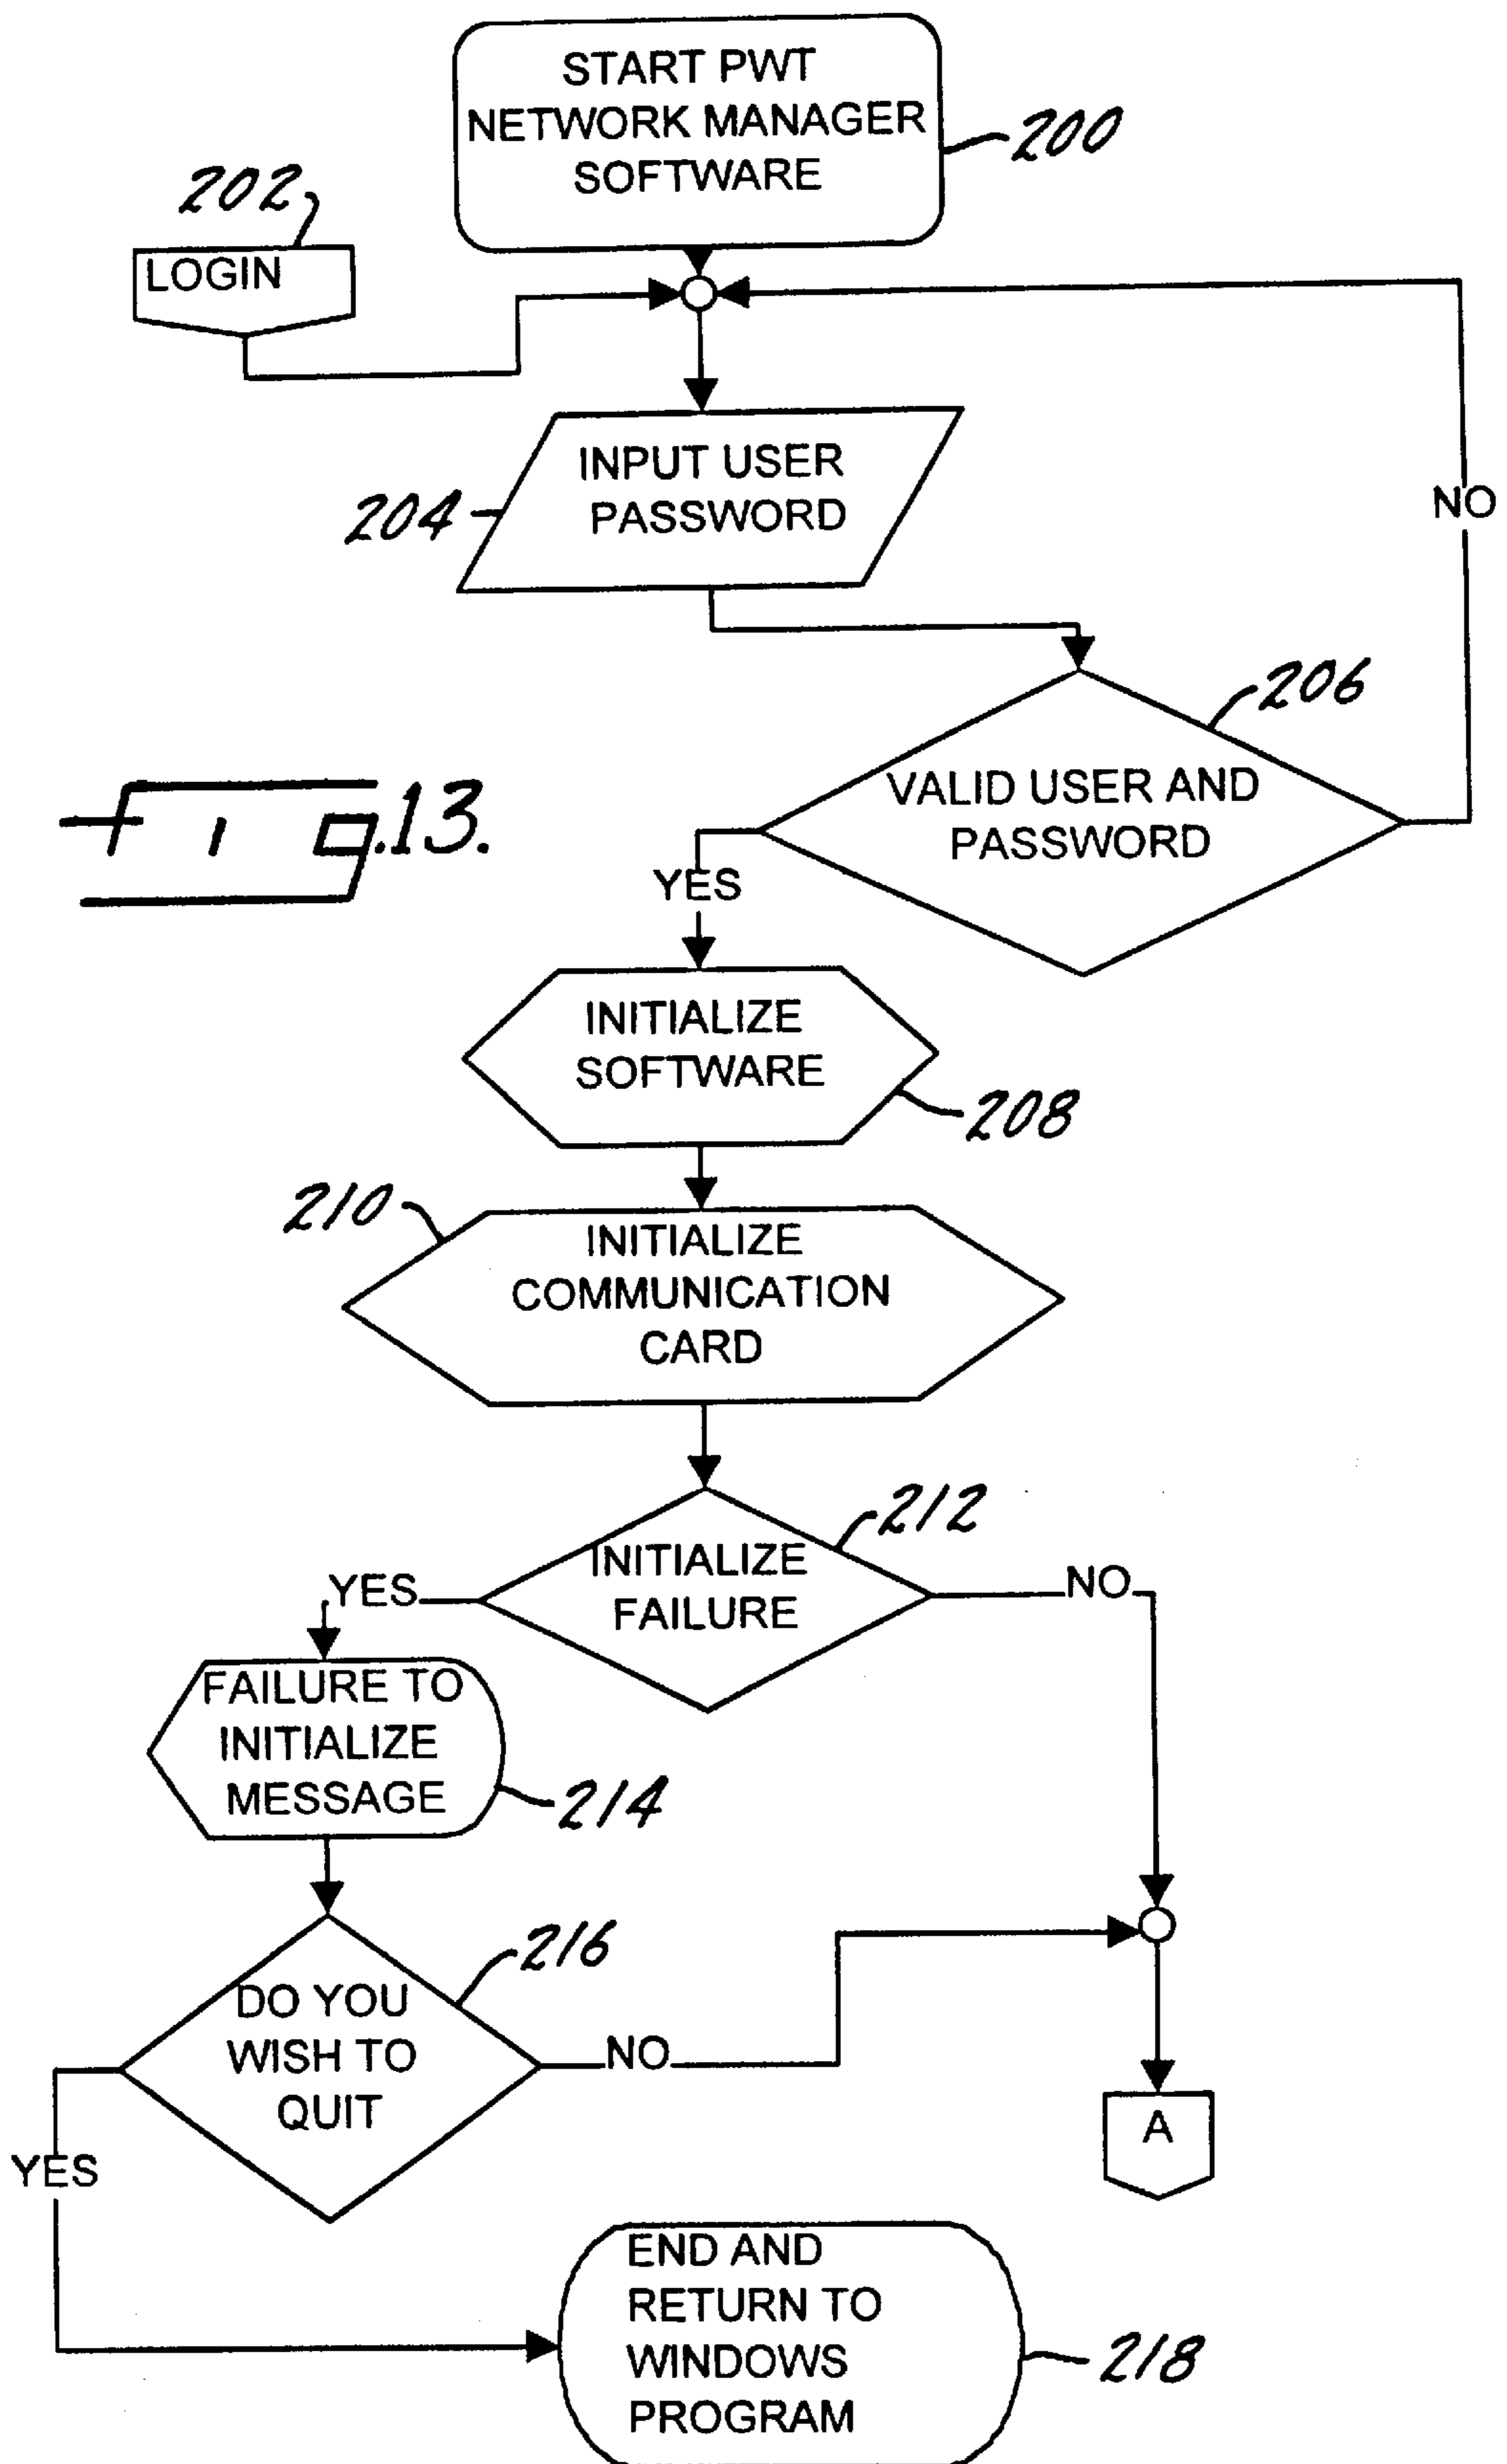 START PWT
NETWORK MANAGER
SOFTWARE
200
202
LOGIN
INPUT USER
PASSWORD
204
NO
206
VALID USER AND
PASSWORD
Fig. 13.
YES
INITIALIZE
SOFTWARE
208
210
INITIALIZE
COMMUNICATION
CARD
212
INITIALIZE
FAILURE
YES
NO
FAILURE TO
INITIALIZE
MESSAGE
214
216
DO YOU
WISH TO
QUIT
NO
A
YES
END AND
RETURN TO
WINDOWS
PROGRAM
218